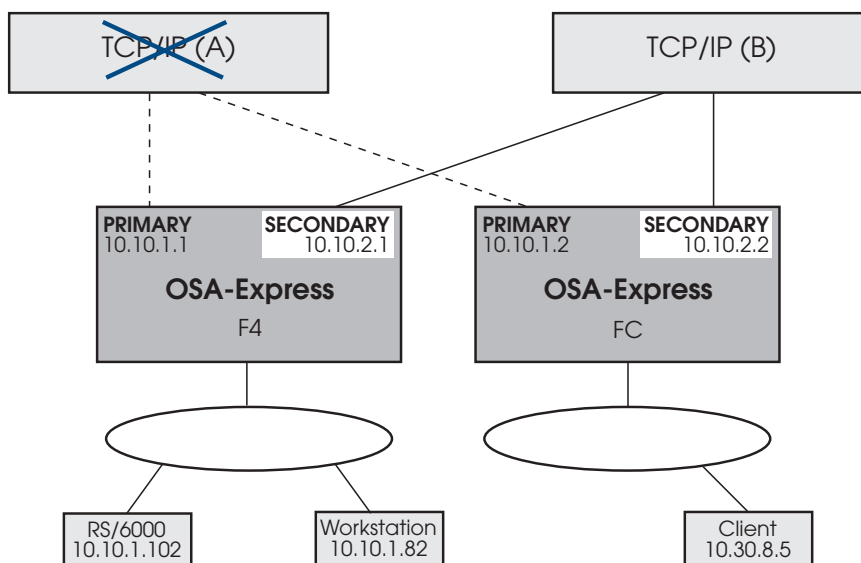 TCP/IP (A)
TCP/IP (B)
PRIMARY
10.10.1.1
SECONDARY
10.10.2.1
OSA-Express
F4
PRIMARY
10.10.1.2
SECONDARY
10.10.2.2
OSA-Express
FC
RS/6000
10.10.1.102
Workstation
10.10.1.82
Client
10.30.8.5